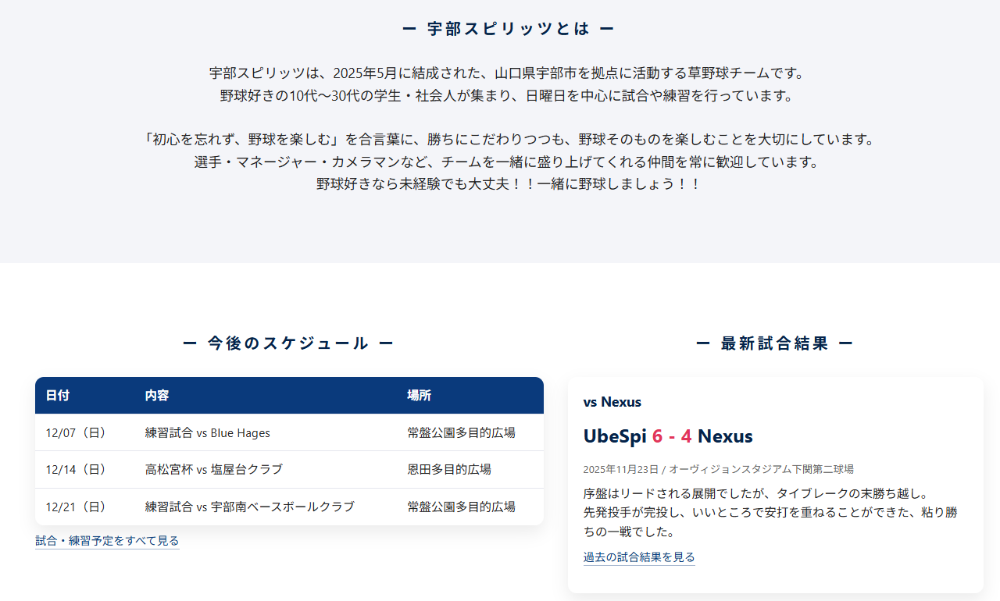 ー 宇部スピリッツとは ー
宇部スピリッツは、2025年5月に結成された、山口県宇部市を拠点に活動する草野球チームです。
野球好きの10代〜30代の学生・社会人が集まり、日曜日を中心に試合や練習を行っています。
「初心を忘れず、野球を楽しむ」を合言葉に、勝ちにこだわりつつも、野球そのものを楽しむことを大切にしています。
選手・マネージャー・カメラマンなど、チームを一緒に盛り上げてくれる仲間を常に歓迎しています。
野球好きなら未経験でも大丈夫！！一緒に野球しましょう！！
ー 今後のスケジュール ー
日付 内容 場所
12/07（日） 練習試合 vs Blue Hages 常盤公園多目的広場
12/14（日） 高松宮杯 vs 塩屋台クラブ 恩田多目的広場
12/21（日） 練習試合 vs 宇部南ベースボールクラブ 常盤公園多目的広場
試合・練習予定をすべて見る
ー 最新試合結果 ー
vs Nexus
UbeSpi 6 - 4 Nexus
2025年11月23日 / オーヴィジョンスタジアム下関第二球場
序盤はリードされる展開でしたが、タイブレークの末勝ち越し。
先発投手が完投し、いいところで安打を重ねることができた、粘り勝
ちの一戦でした。
過去の試合結果を見る